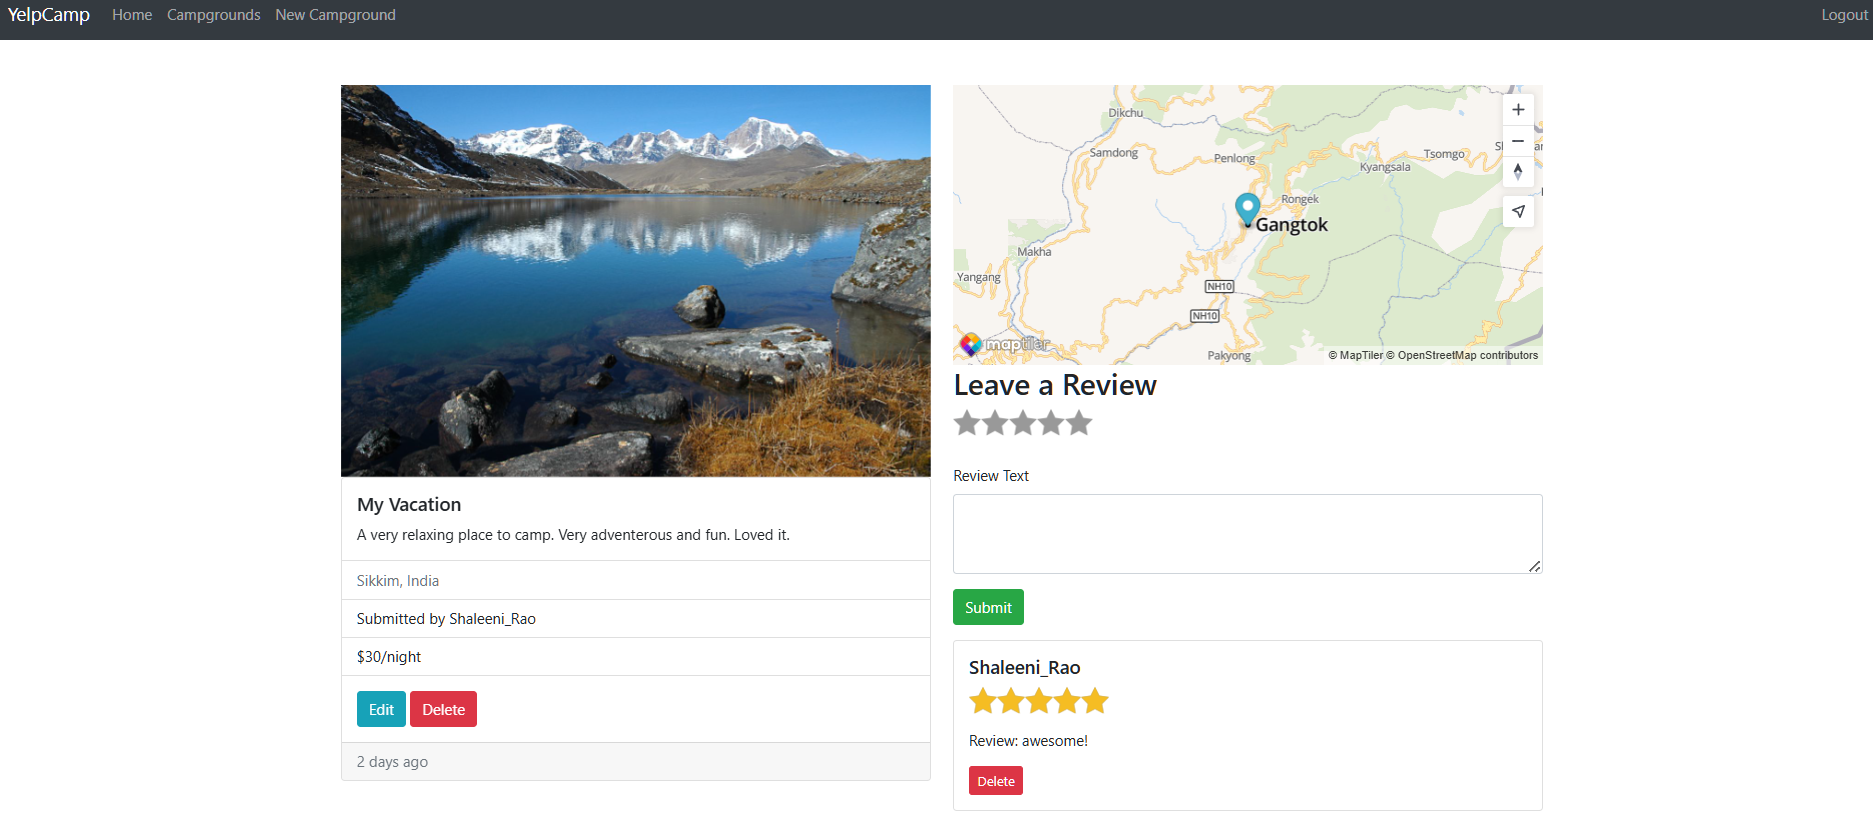 YelpCamp Home Campgrounds New Campground Logout
My Vacation
A very relaxing place to camp. Very adventerous and fun. Loved it.
Sikkim, India
Submitted by Shaleeni_Rao
$30/night
Edit Delete
2 days ago
Dikchu
Samdong
Penlong
Tsomgo
Kyangsala
Rongek
Gangtok
Makha
Yangang
NH10
NH10
Pakyong
maptiler
© MapTiler © OpenStreetMap contributors
Leave a Review
Review Text
Submit
Shaleeni_Rao
Review: awesome!
Delete